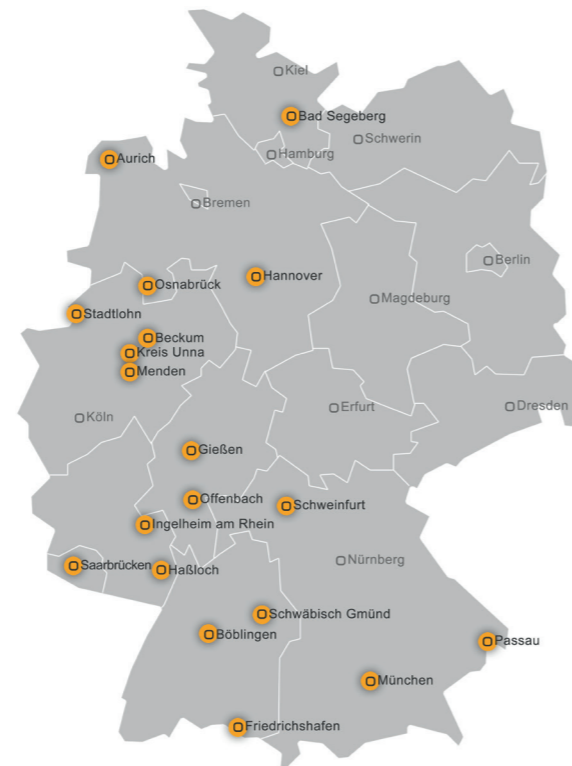 Kiel
Bad Segeberg
Schwerin
Hamburg
Aurich
Bremen
Berlin
Hannover
Osnabrück
Magdeburg
Stadtlohn
Beckum
Kreis Unna
Menden
Dresden
Erfurt
Köln
Gießen
Offenbach
Schweinfurt
Ingelheim am Rhein
Nürnberg
Saarbrücken
Haßloch
Schwäbisch Gmünd
Böblingen
Passau
München
Friedrichshafen